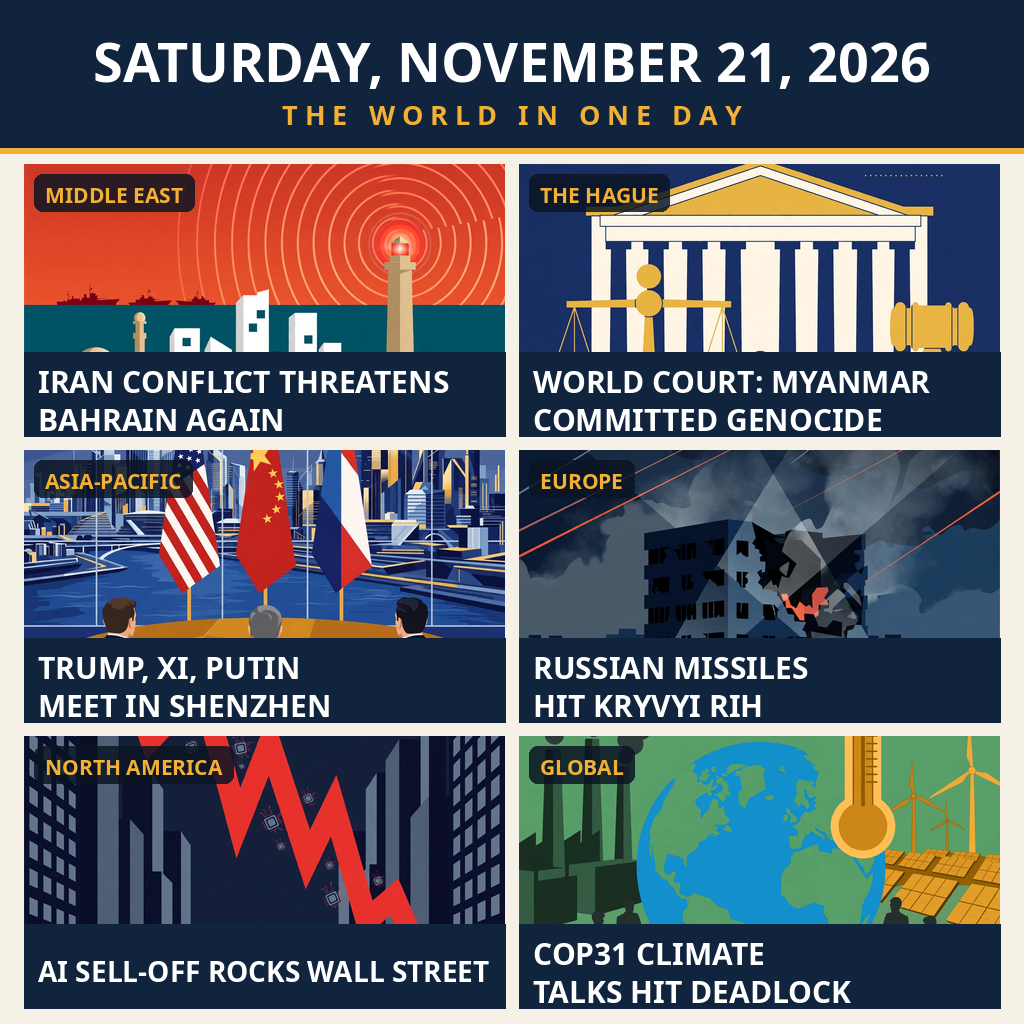 SATURDAY, NOVEMBER 21, 2026
THE WORLD IN ONE DAY
MIDDLE EAST
IRAN CONFLICT THREATENS
BAHRAIN AGAIN
THE HAGUE
WORLD COURT: MYANMAR
COMMITTED GENOCIDE
ASIA-PACIFIC
TRUMP, XI, PUTIN
MEET IN SHENZHEN
EUROPE
RUSSIAN MISSILES
HIT KRYVYI RIH
NORTH AMERICA
AI SELL-OFF ROCKS WALL STREET
GLOBAL
COP31 CLIMATE
TALKS HIT DEADLOCK